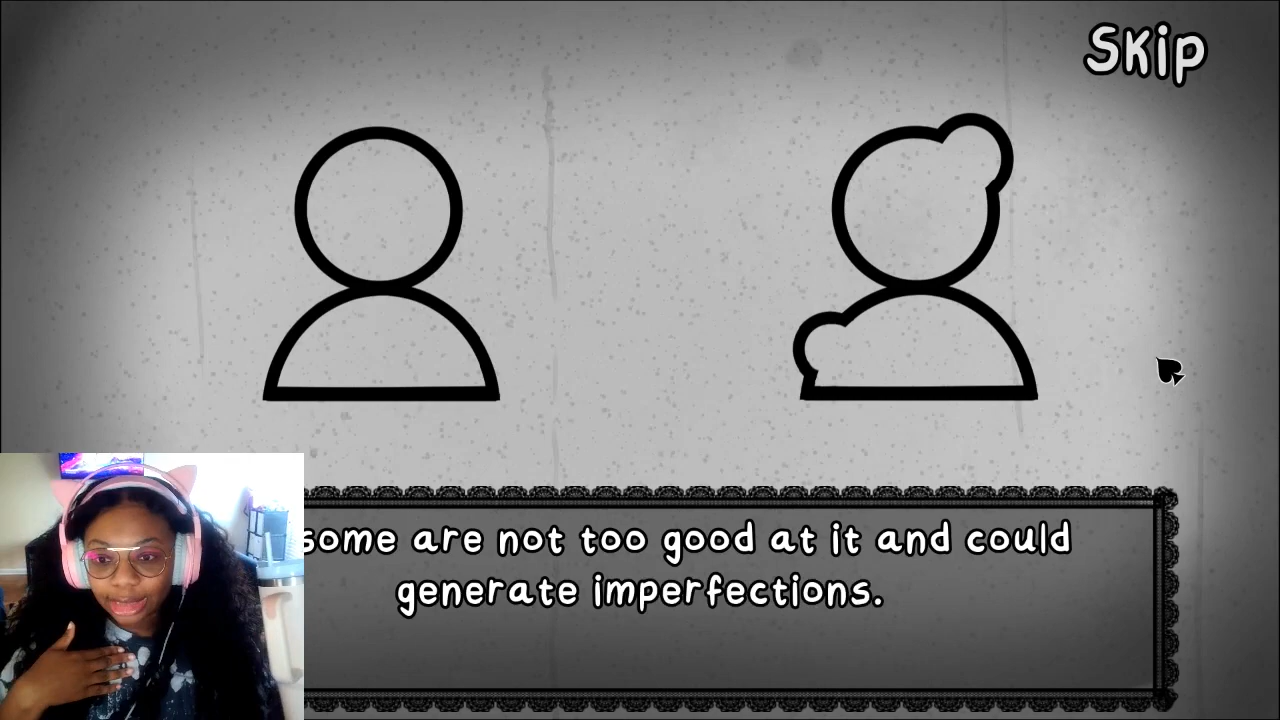 Skip
some are not too good at it and could
generate imperfections.